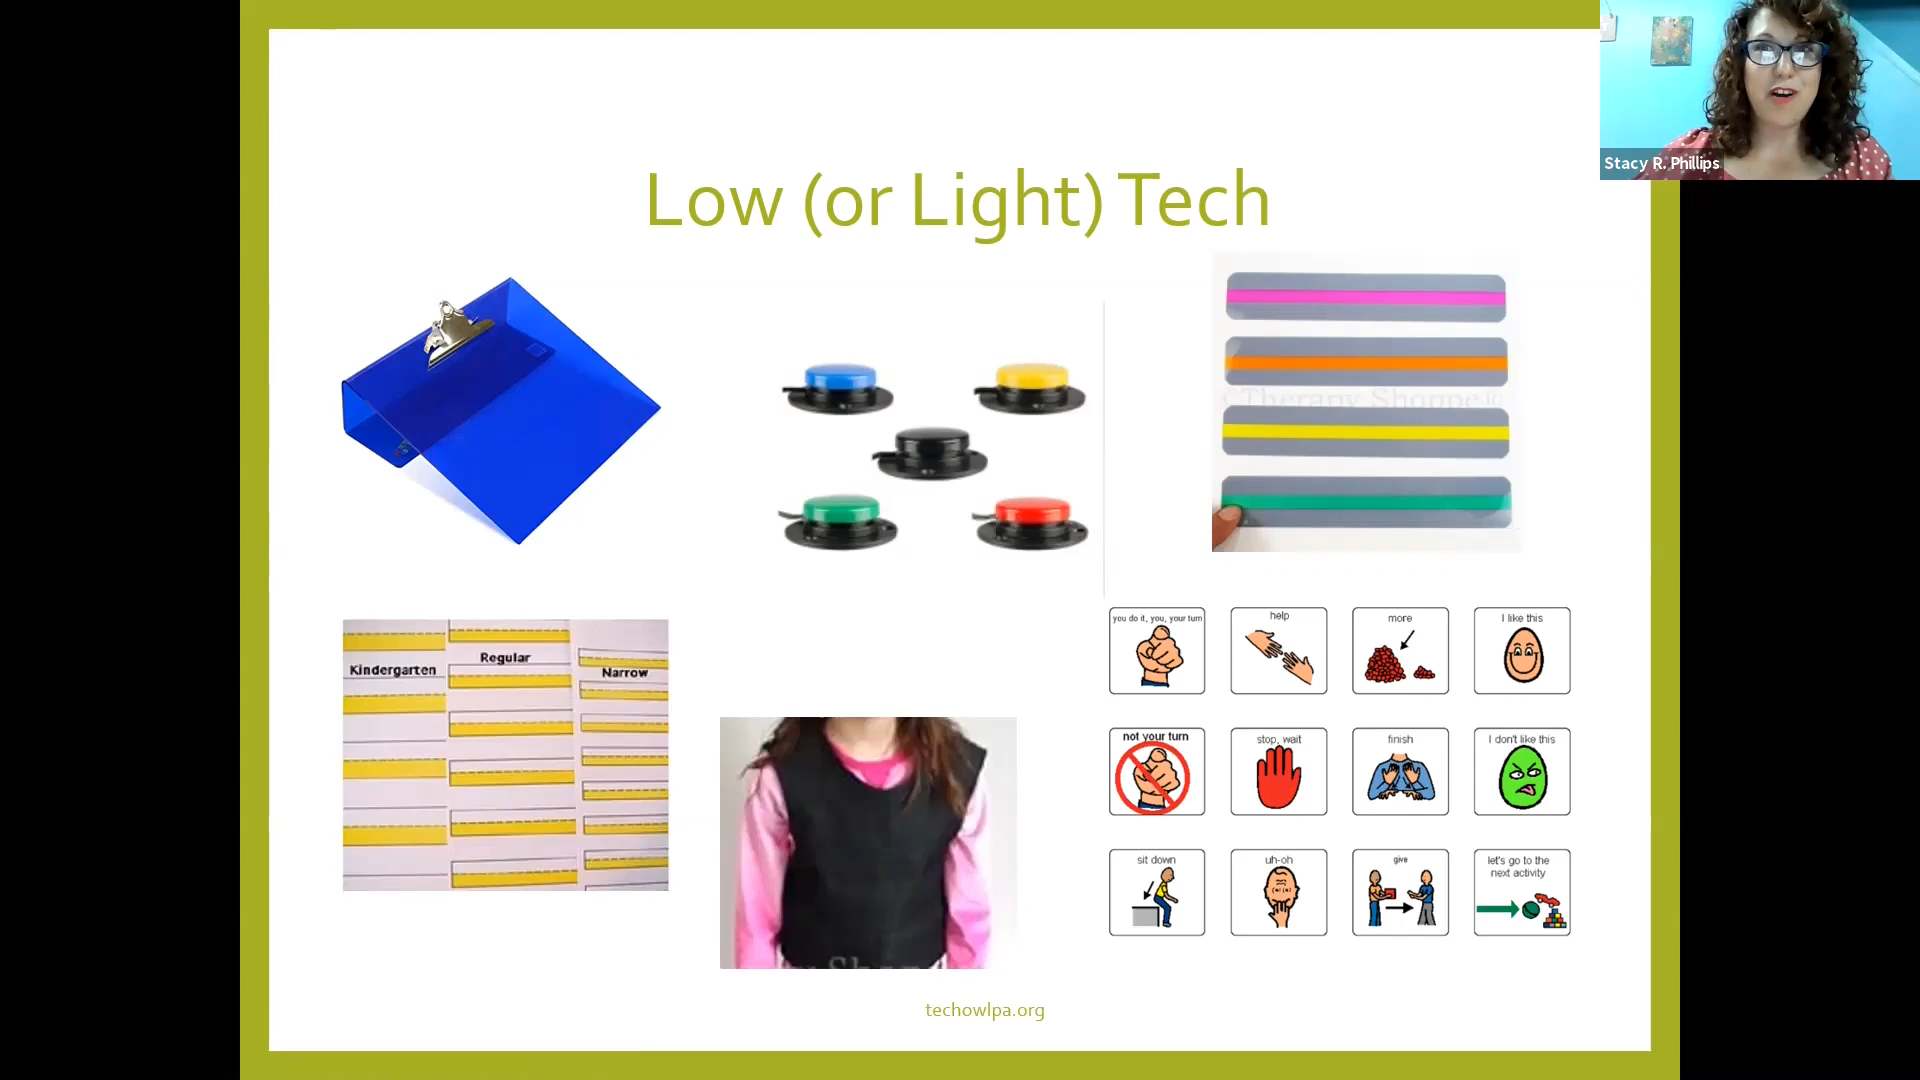 Stacy R. Phillips
Low (or Light) Tech
©Therapy Shoppe
Kindergarten
Regular
Narrow
you do it, you, your turn
help
more
I like this
not your turn
stop, wait
finish
I don't like this
sit down
uh-oh
give
let's go to the
next activity
techowlpa.org